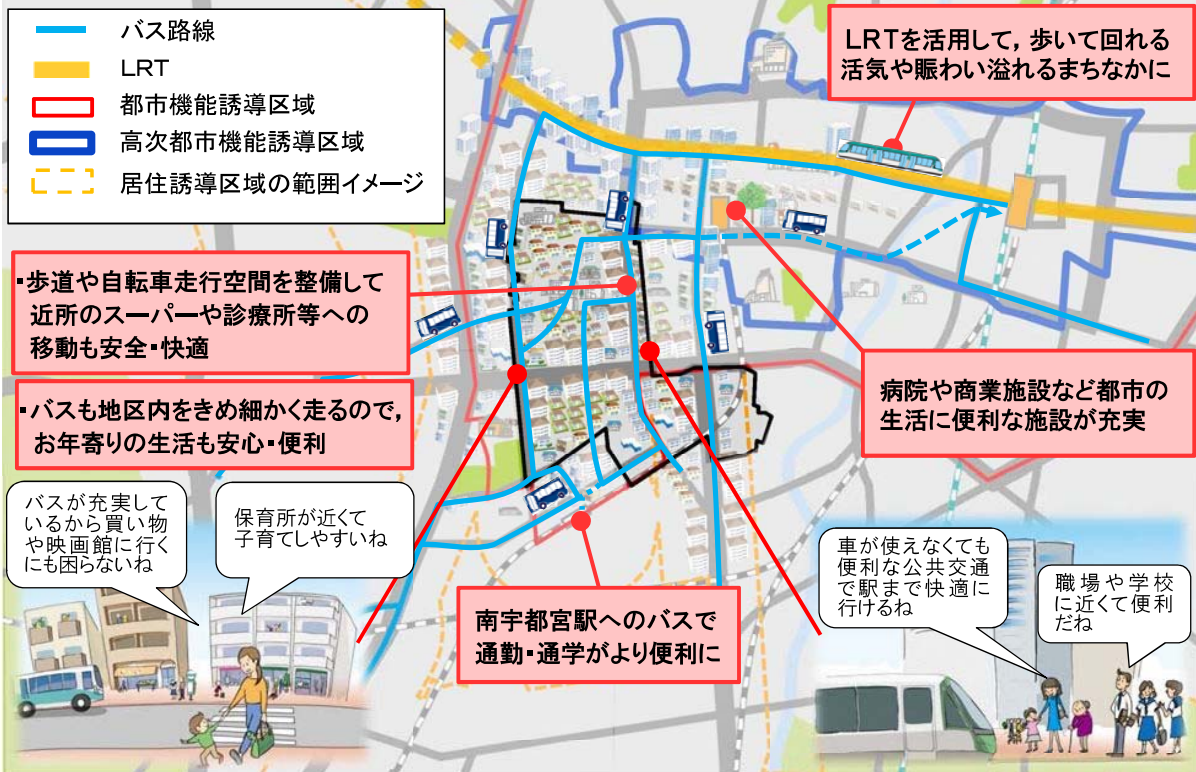 バス路線
LRT
都市機能誘導区域
高次都市機能誘導区域
居住誘導区域の範囲イメージ
LRTを活用して，歩いて回れる
活気や賑わい溢れるまちなかに
･歩道や自転車走行空間を整備して
近所のスーパーや診療所等への
移動も安全･快適
･バスも地区内をきめ細かく走るので，
お年寄りの生活も安心･便利
病院や商業施設など都市の
生活に便利な施設が充実
バスが充実して
いるから買い物
や映画館に行く
にも困らないね
保育所が近くて
子育てしやすいね
南宇都宮駅へのバスで
通勤･通学がより便利に
車が使えなくても
便利な公共交通
で駅まで快適に
行けるね
職場や学校
に近くて便利
だね